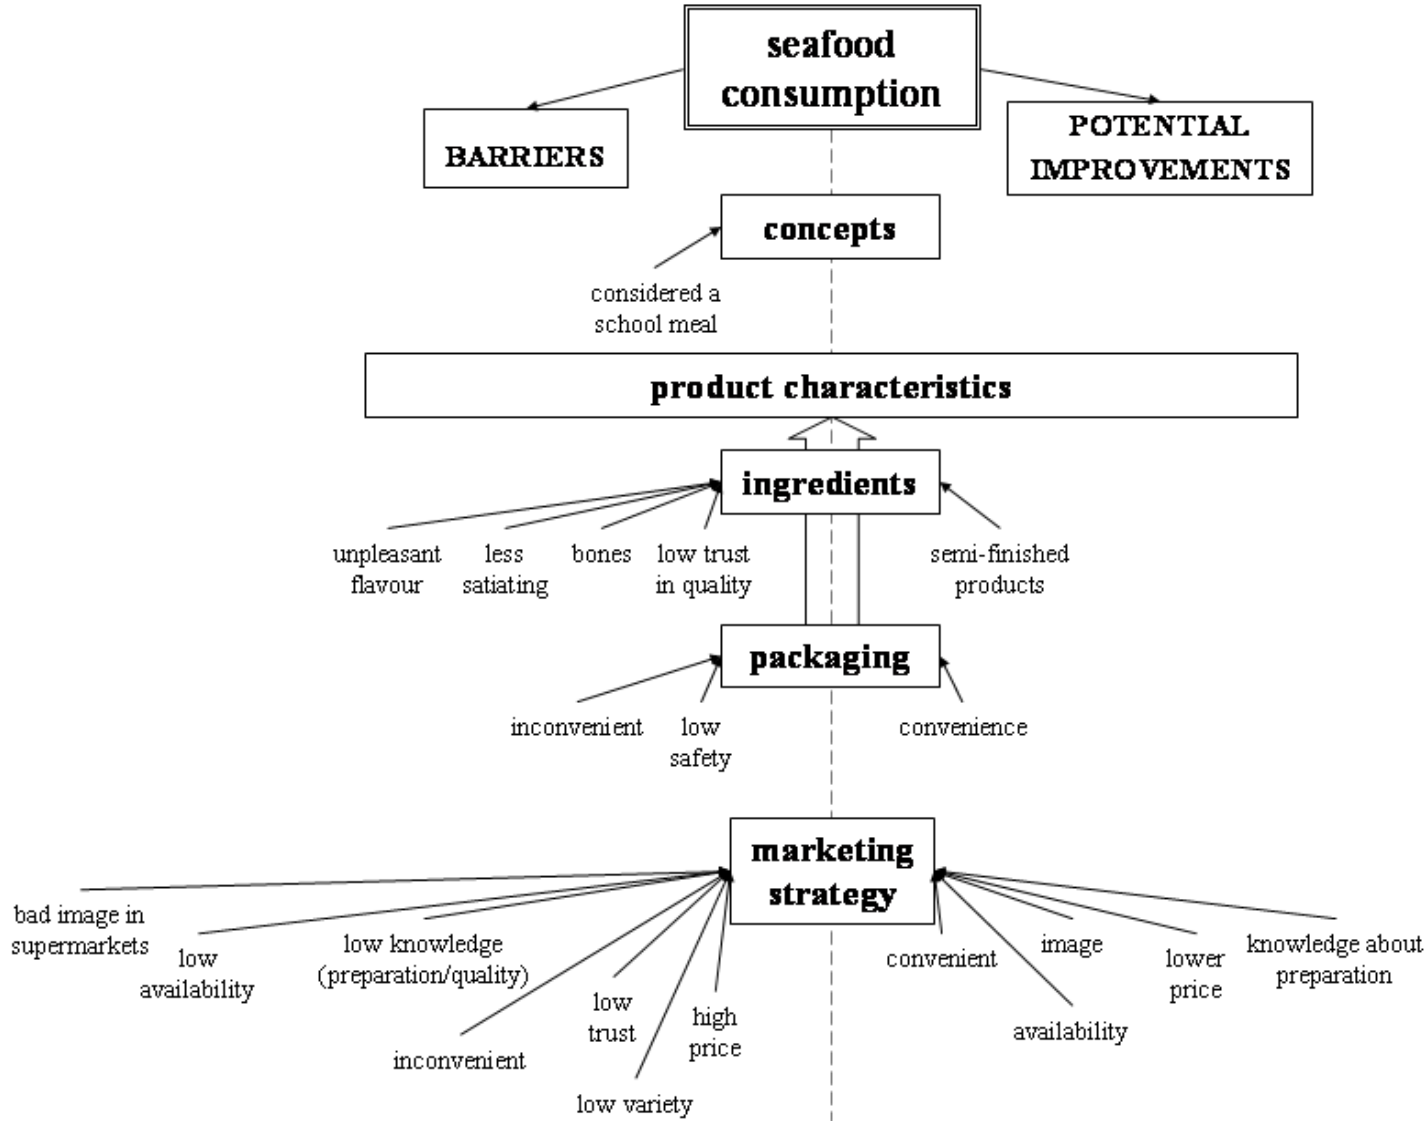 seafood
consumption
BARRIERS
POTENTIAL
IMPROVEMENTS
concepts
considered a
school meal
product characteristics
ingredients
unpleasant
flavour
less
satiating
bones
low trust
in quality
semi-finished
products
packaging
inconvenient
low
safety
convenience
marketing
strategy
bad image in
supermarkets
low
availability
low knowledge
(preparation/quality)
inconvenient
low
trust
low variety
high
price
convenient
image
availability
lower
price
knowledge about
preparation